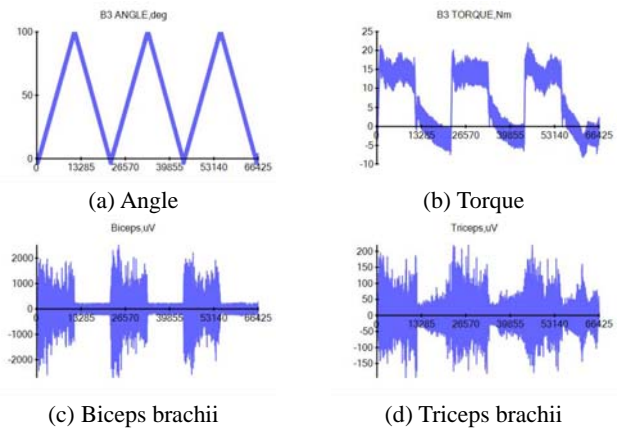 B3 ANGLE,deg
B3 TORQUE,Nm
100
50
0
0 13285 26570 39855 53140 66425
25
20
15
10
5
0
-5
-10
0 13285 26570 39855 53140 66425
(a) Angle
(b) Torque
Biceps,uV
Triceps,uV
2000
1000
0
-1000
-2000
0 13285 26570 39855 53140 66425
200
150
100
50
0
-50
-100
-150
0 13285 26570 39855 53140 66425
(c) Biceps brachii
(d) Triceps brachii